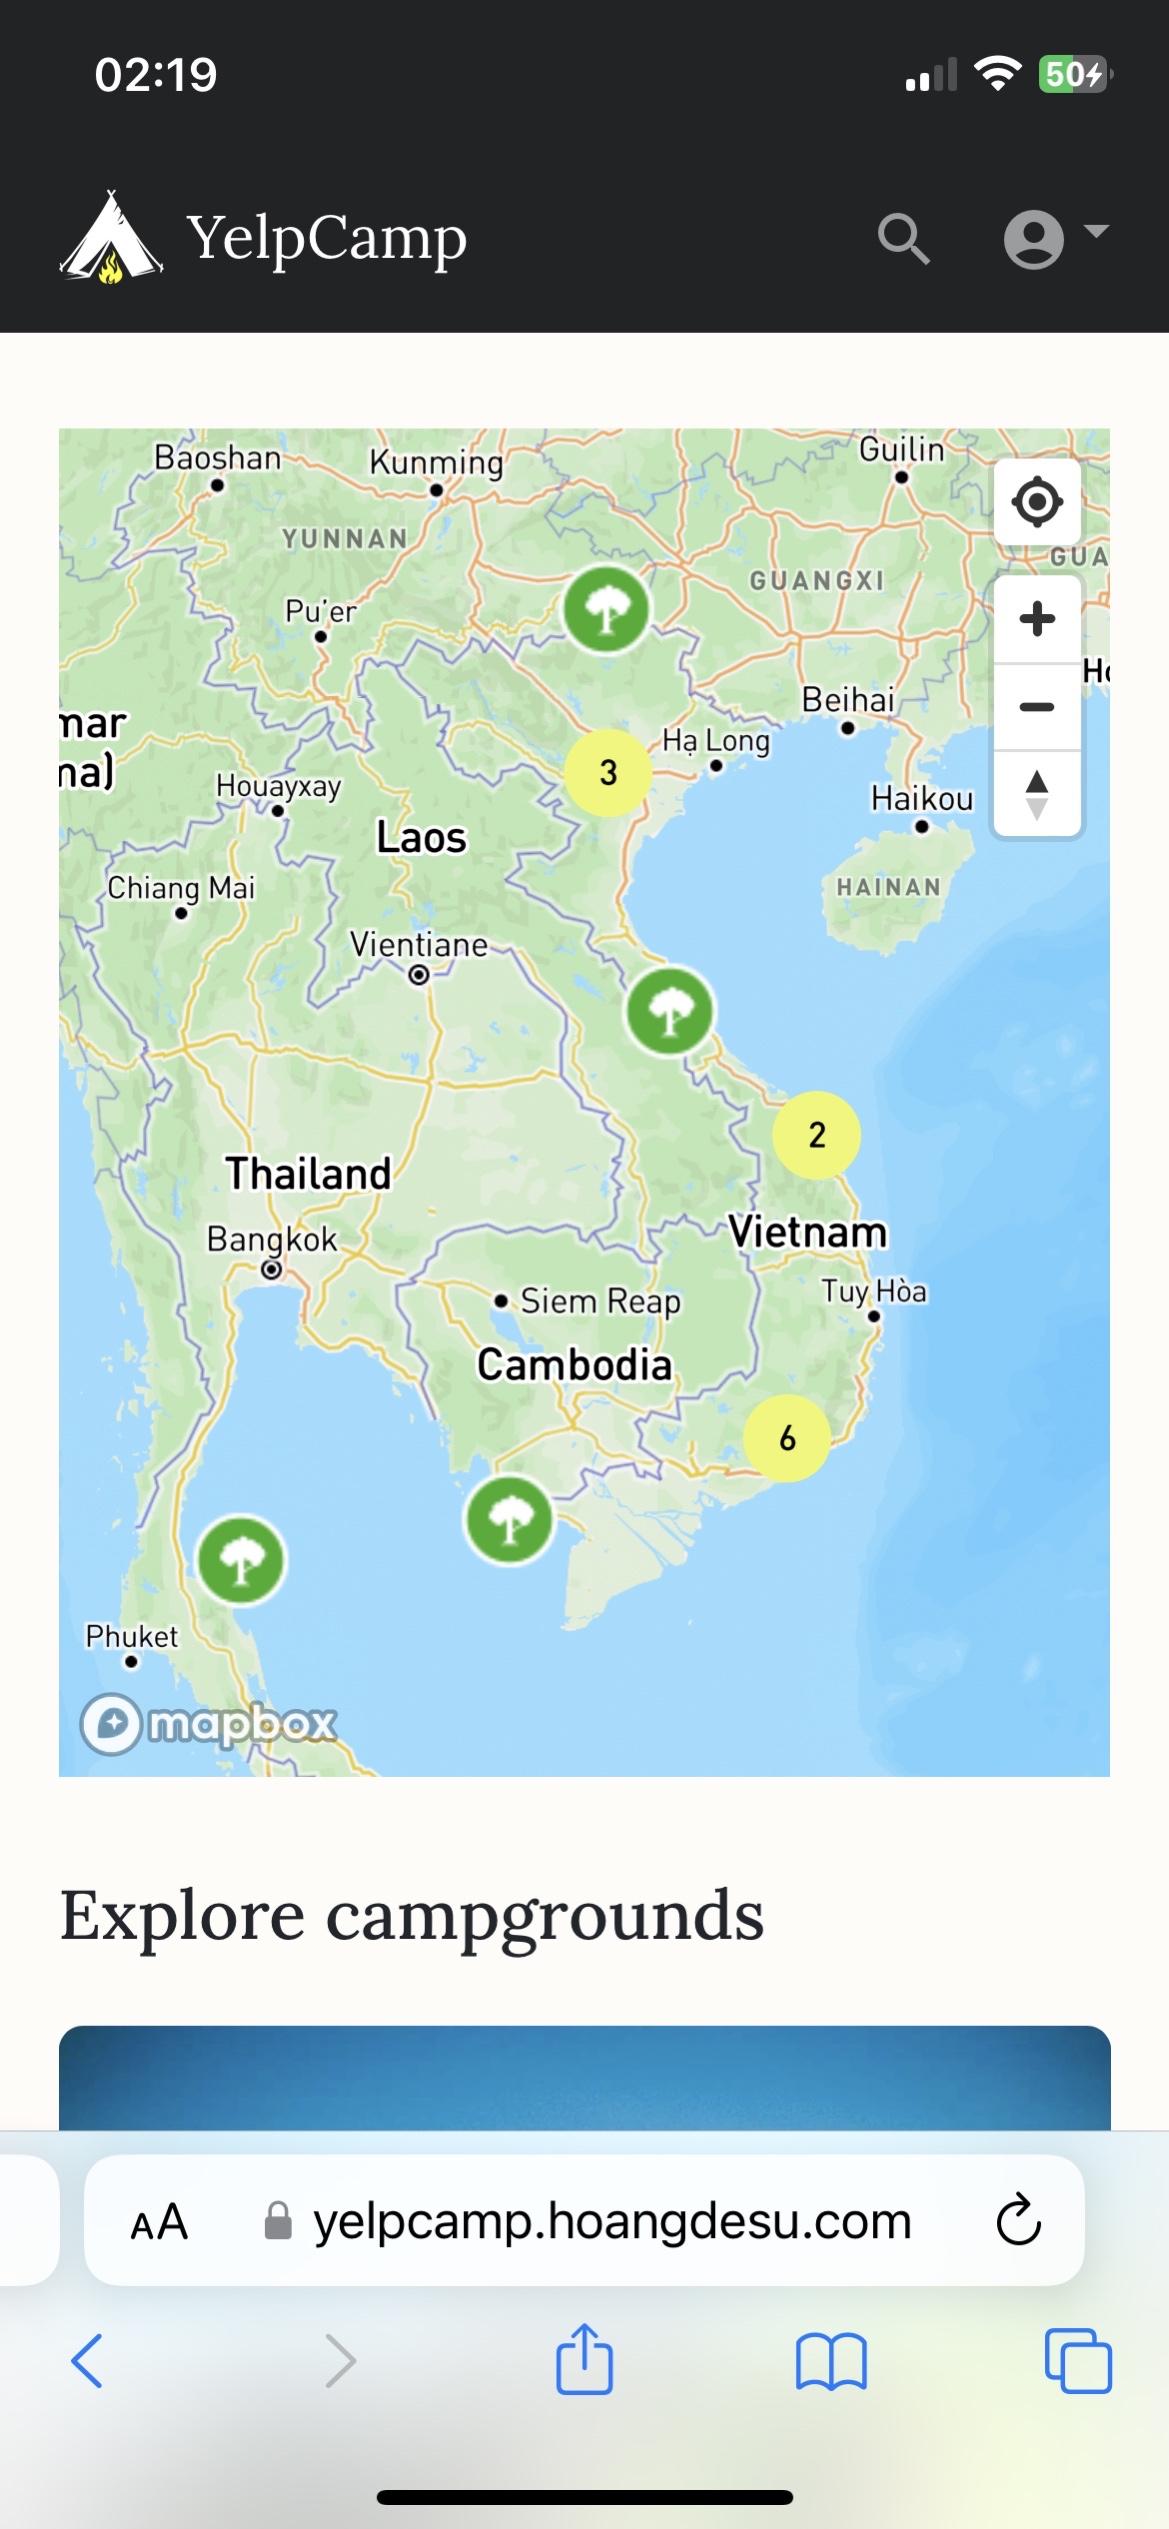 02:19
50
YelpCamp
Baoshan
Kunming
Guilin
YUNNAN
GUA
GUANGXI
Pu'er
Ho
Beihai
mar
na)
Hạ Long
3
Houayxay
Haikou
Laos
Chiang Mai
HAINAN
Vientiane
2
Thailand
Vietnam
Bangkok
Tuy Hòa
Siem Reap
Cambodia
6
Phuket
mapbox
Explore campgrounds
AA
yelpcamp.hoangdesu.com